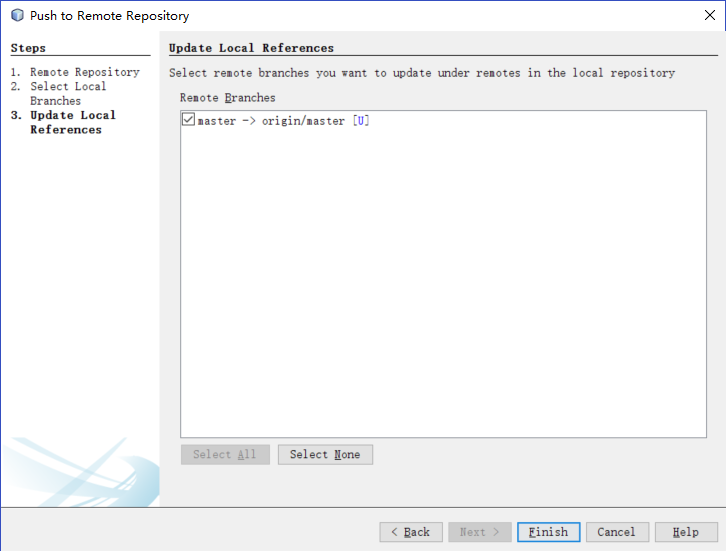 Push to Remote Repository
Steps
1. Remote Repository
2. Select Local
Branches
3. Update Local
References
Update Local References
Select remote branches you want to update under remotes in the local repository
Remote Branches
master -> origin/master [U]
Select All
Select None
< Back
Next >
Finish
Cancel
Help